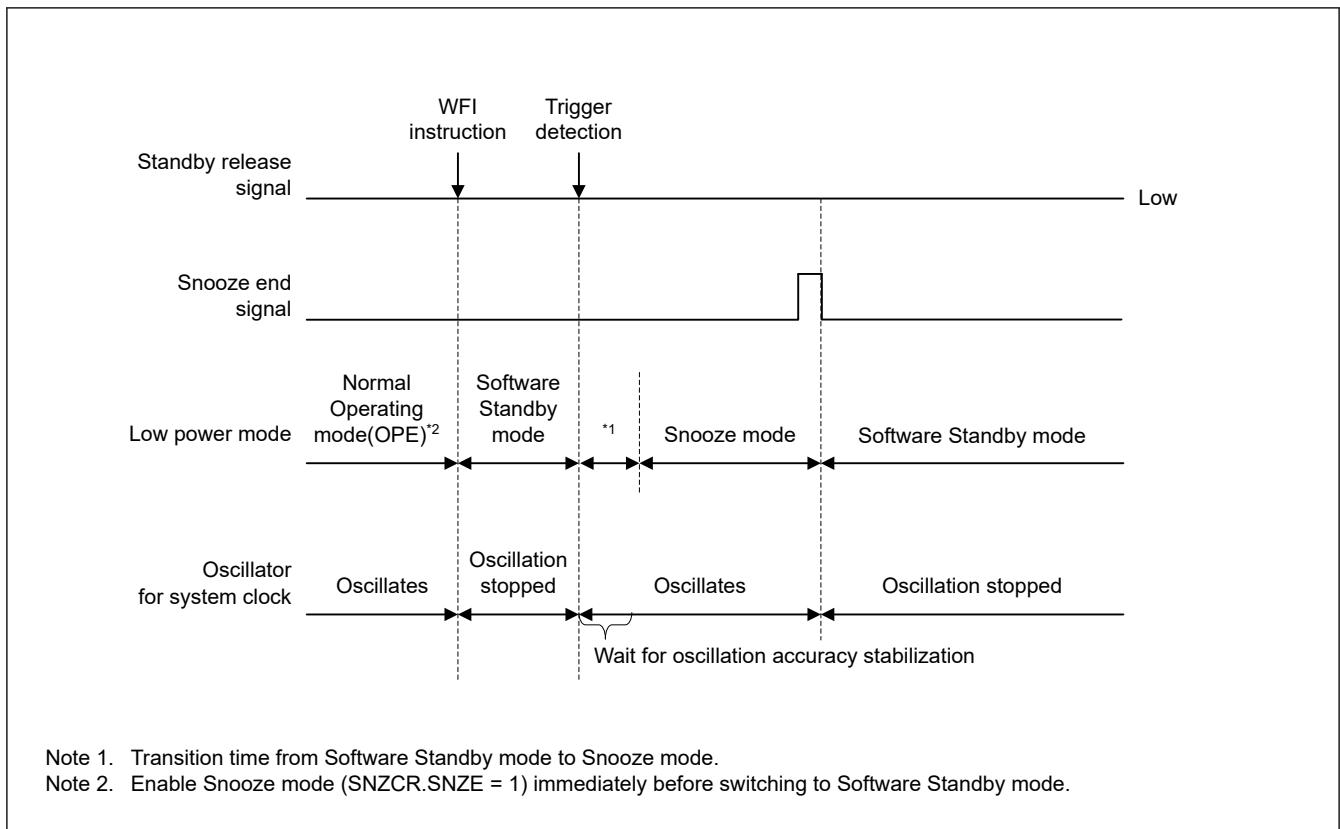 WFI
instruction
Trigger
detection
Standby release
signal
Low
Snooze end
signal
Low power mode
Normal
Operating
mode(OPE)*2
Software
Standby
mode
*1
Snooze mode
Software Standby mode
Oscillator
for system clock
Oscillates
Oscillation
stopped
Oscillates
Oscillation stopped
Wait for oscillation accuracy stabilization
Note 1. Transition time from Software Standby mode to Snooze mode.
Note 2. Enable Snooze mode (SNZCR.SNZE = 1) immediately before switching to Software Standby mode.